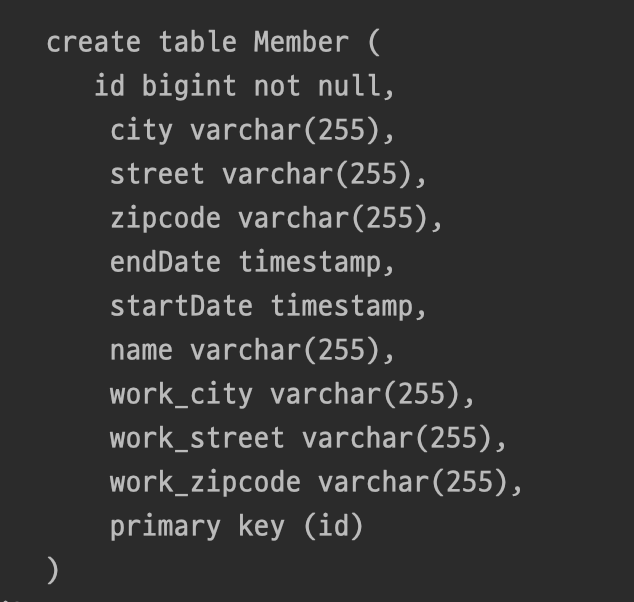 create table Member (
id bigint not null,
city varchar(255),
street varchar(255),
zipcode varchar(255),
endDate timestamp,
startDate timestamp,
name varchar(255),
work_city varchar(255),
work_street varchar(255),
work_zipcode varchar(255),
primary key (id)
)